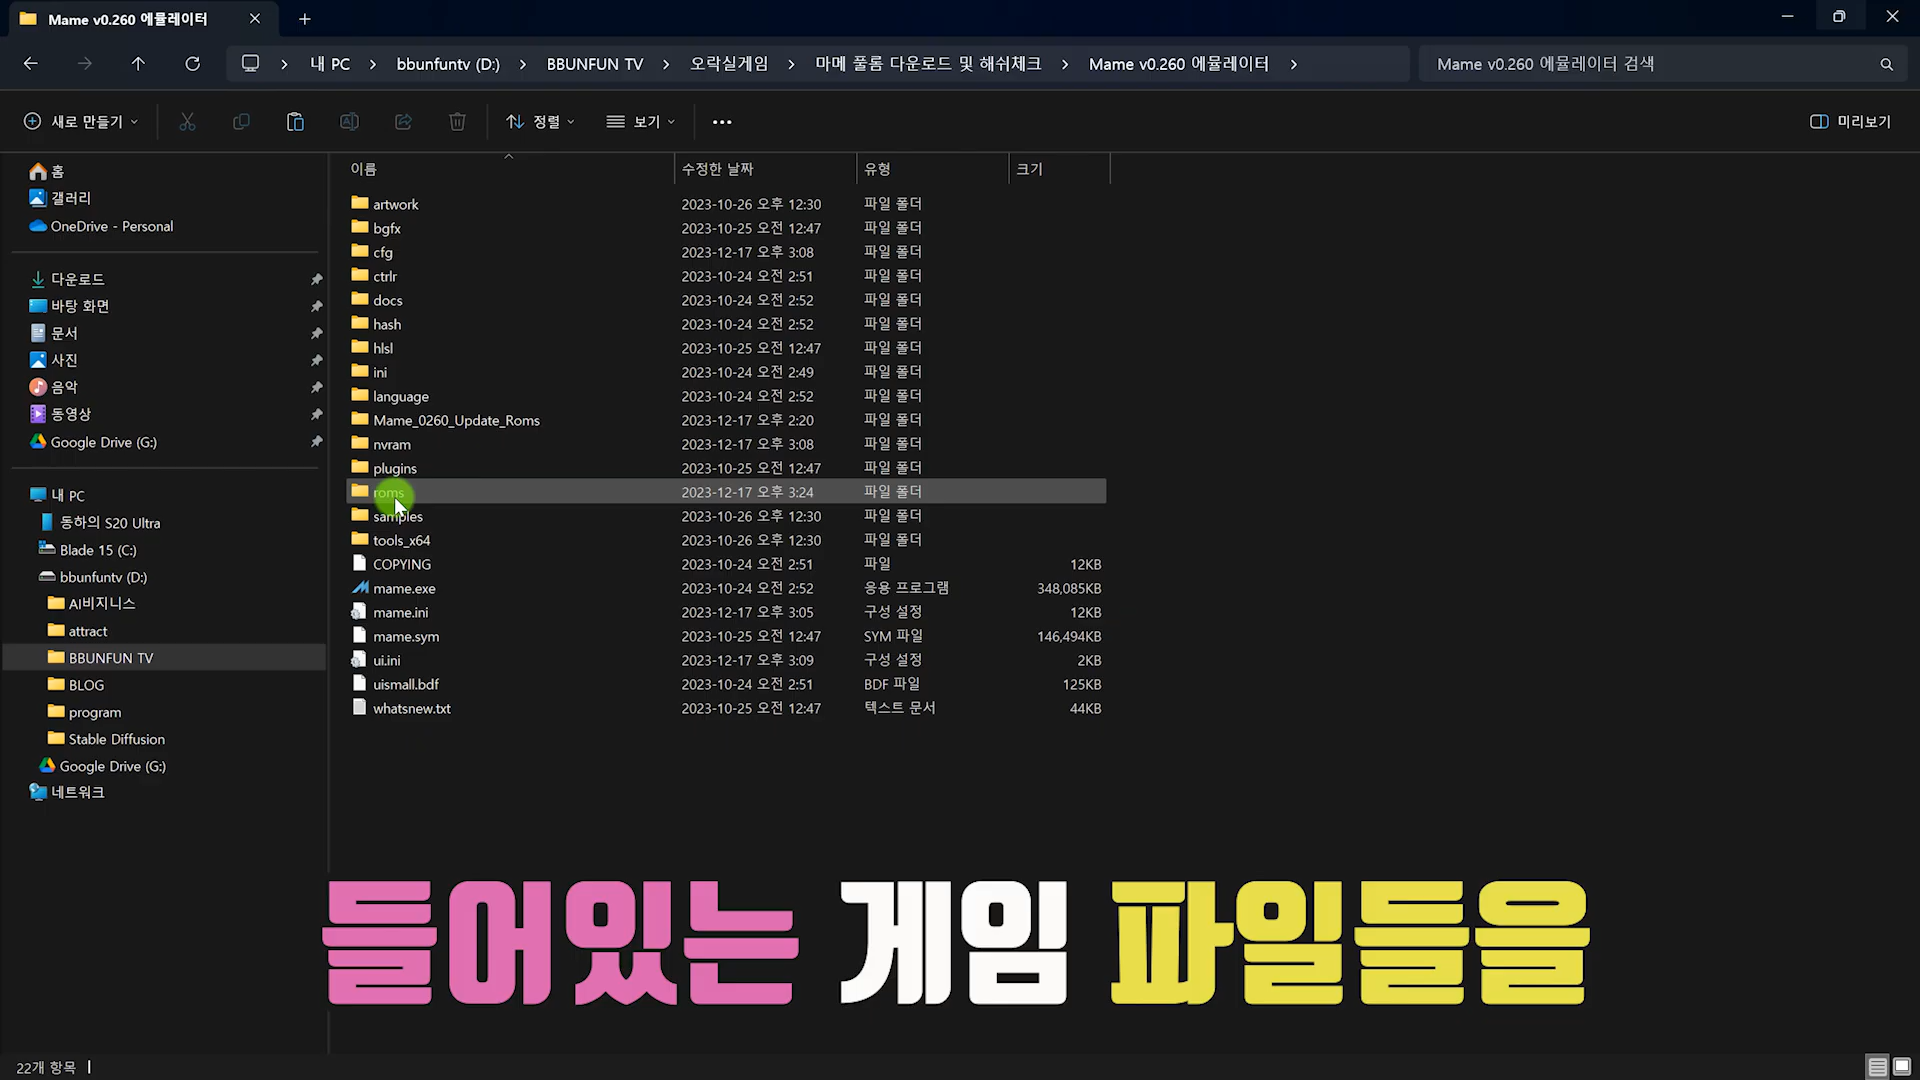 Mame v0.260 에뮬레이터
내 PC > bbunfuntv (D:) > BBUNFUN TV > 오락실게임 > 마메 풀롬 다운로드 및 해쉬체크 > Mame v0.260 에뮬레이터 >
Mame v0.260 에뮬레이터 검색
새로 만들기
정렬
보기
미리보기
홈
갤러리
OneDrive - Personal
다운로드
바탕 화면
문서
사진
음악
동영상
Google Drive (G:)
내 PC
동하의 S20 Ultra
Blade 15 (C:)
bbunfuntv (D:)
AI비지니스
attract
BBUNFUN TV
BLOG
program
Stable Diffusion
Google Drive (G:)
네트워크
이름 수정한 날짜 유형 크기
artwork 2023-10-26 오후 12:30 파일 폴더
bgfx 2023-10-25 오전 12:47 파일 폴더
cfg 2023-12-17 오후 3:08 파일 폴더
ctrlr 2023-10-24 오전 2:51 파일 폴더
docs 2023-10-24 오전 2:52 파일 폴더
hash 2023-10-24 오전 2:52 파일 폴더
hlsl 2023-10-25 오전 12:47 파일 폴더
ini 2023-10-24 오전 2:49 파일 폴더
language 2023-10-24 오전 2:52 파일 폴더
Mame_0260_Update_Roms 2023-12-17 오후 2:20 파일 폴더
nvram 2023-12-17 오후 3:08 파일 폴더
plugins 2023-10-25 오전 12:47 파일 폴더
roms 2023-12-17 오후 3:24 파일 폴더
samples 2023-10-26 오후 12:30 파일 폴더
tools_x64 2023-10-26 오후 12:30 파일 폴더
COPYING 2023-10-24 오전 2:51 파일 12KB
mame.exe 2023-10-24 오전 2:52 응용 프로그램 348,085KB
mame.ini 2023-12-17 오후 3:05 구성 설정 12KB
mame.sym 2023-10-25 오전 12:47 SYM 파일 146,494KB
ui.ini 2023-12-17 오후 3:09 구성 설정 2KB
uismall.bdf 2023-10-24 오전 2:51 BDF 파일 125KB
whatsnew.txt 2023-10-25 오전 12:47 텍스트 문서 44KB
들어있는 게임 파일들을
22개 항목